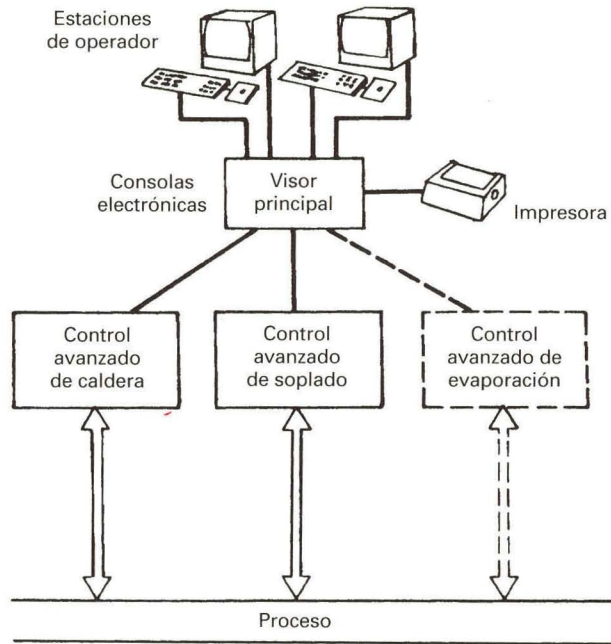 Estaciones
de operador
Consolas
electrónicas
Visor
principal
Impresora
Control
avanzado
de caldera
Control
avanzado
de soplado
Control
avanzado de
evaporación
Proceso